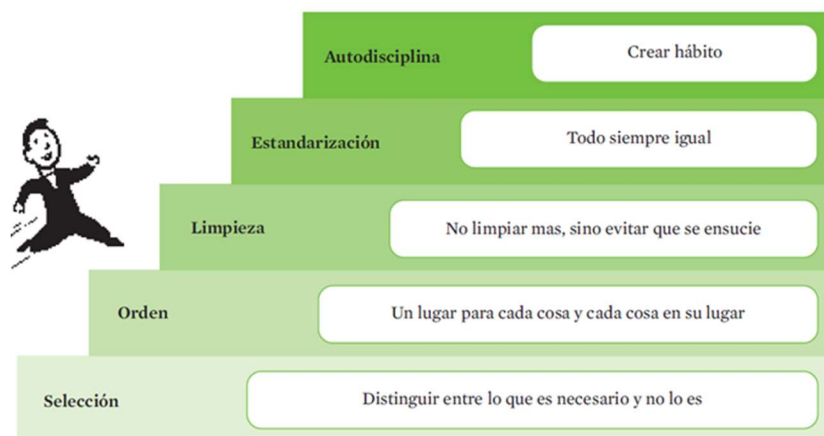 Autodisciplina
Crear hábito
Estandarización
Todo siempre igual
Limpieza
No limpiar mas, sino evitar que se ensucie
Orden
Un lugar para cada cosa y cada cosa en su lugar
Selección
Distinguir entre lo que es necesario y no lo es